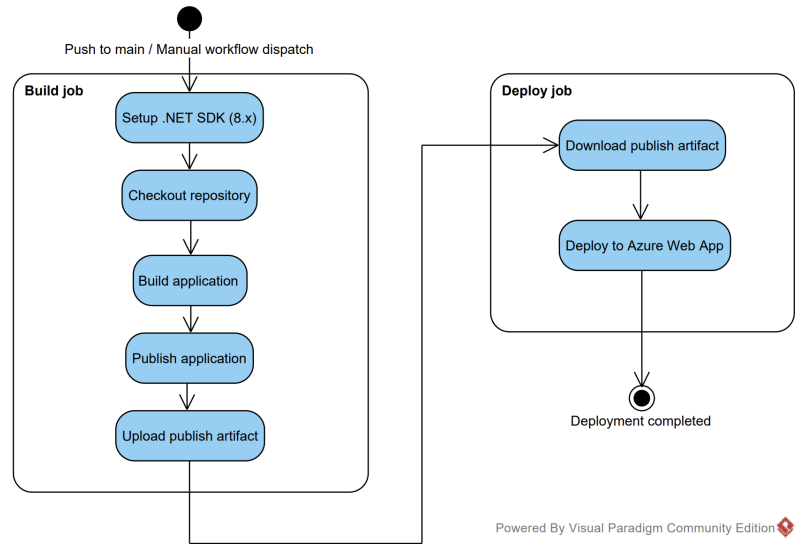 Push to main / Manual workflow dispatch
Build job
Setup .NET SDK (8.x)
Checkout repository
Build application
Publish application
Upload publish artifact
Deploy job
Download publish artifact
Deploy to Azure Web App
Deployment completed
Powered By Visual Paradigm Community Edition